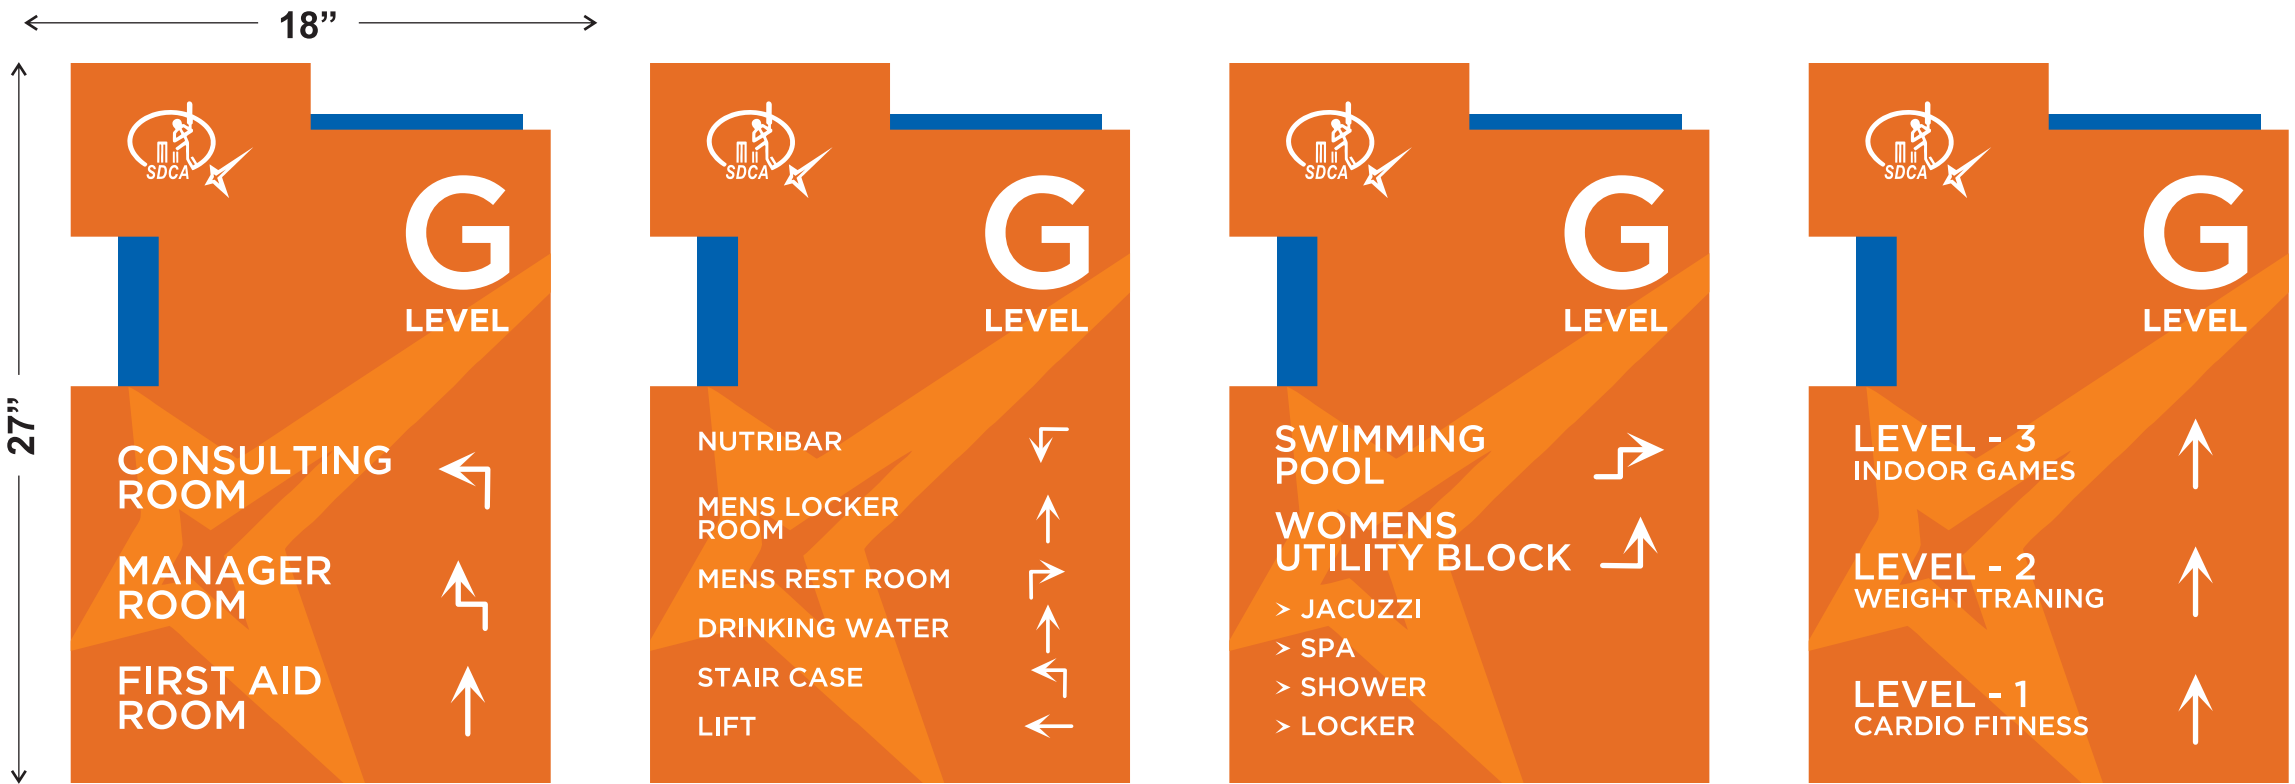 18”
27”
SDCA
G
LEVEL
CONSULTING
ROOM
MANAGER
ROOM
FIRST AID
ROOM
SDCA
G
LEVEL
NUTRIBAR
MENS LOCKER
ROOM
MENS REST ROOM
DRINKING WATER
STAIR CASE
LIFT
SDCA
G
LEVEL
SWIMMING
POOL
WOMENS
UTILITY BLOCK
> JACUZZI
> SPA
> SHOWER
> LOCKER
SDCA
G
LEVEL
LEVEL - 3
INDOOR GAMES
LEVEL - 2
WEIGHT TRANING
LEVEL - 1
CARDIO FITNESS